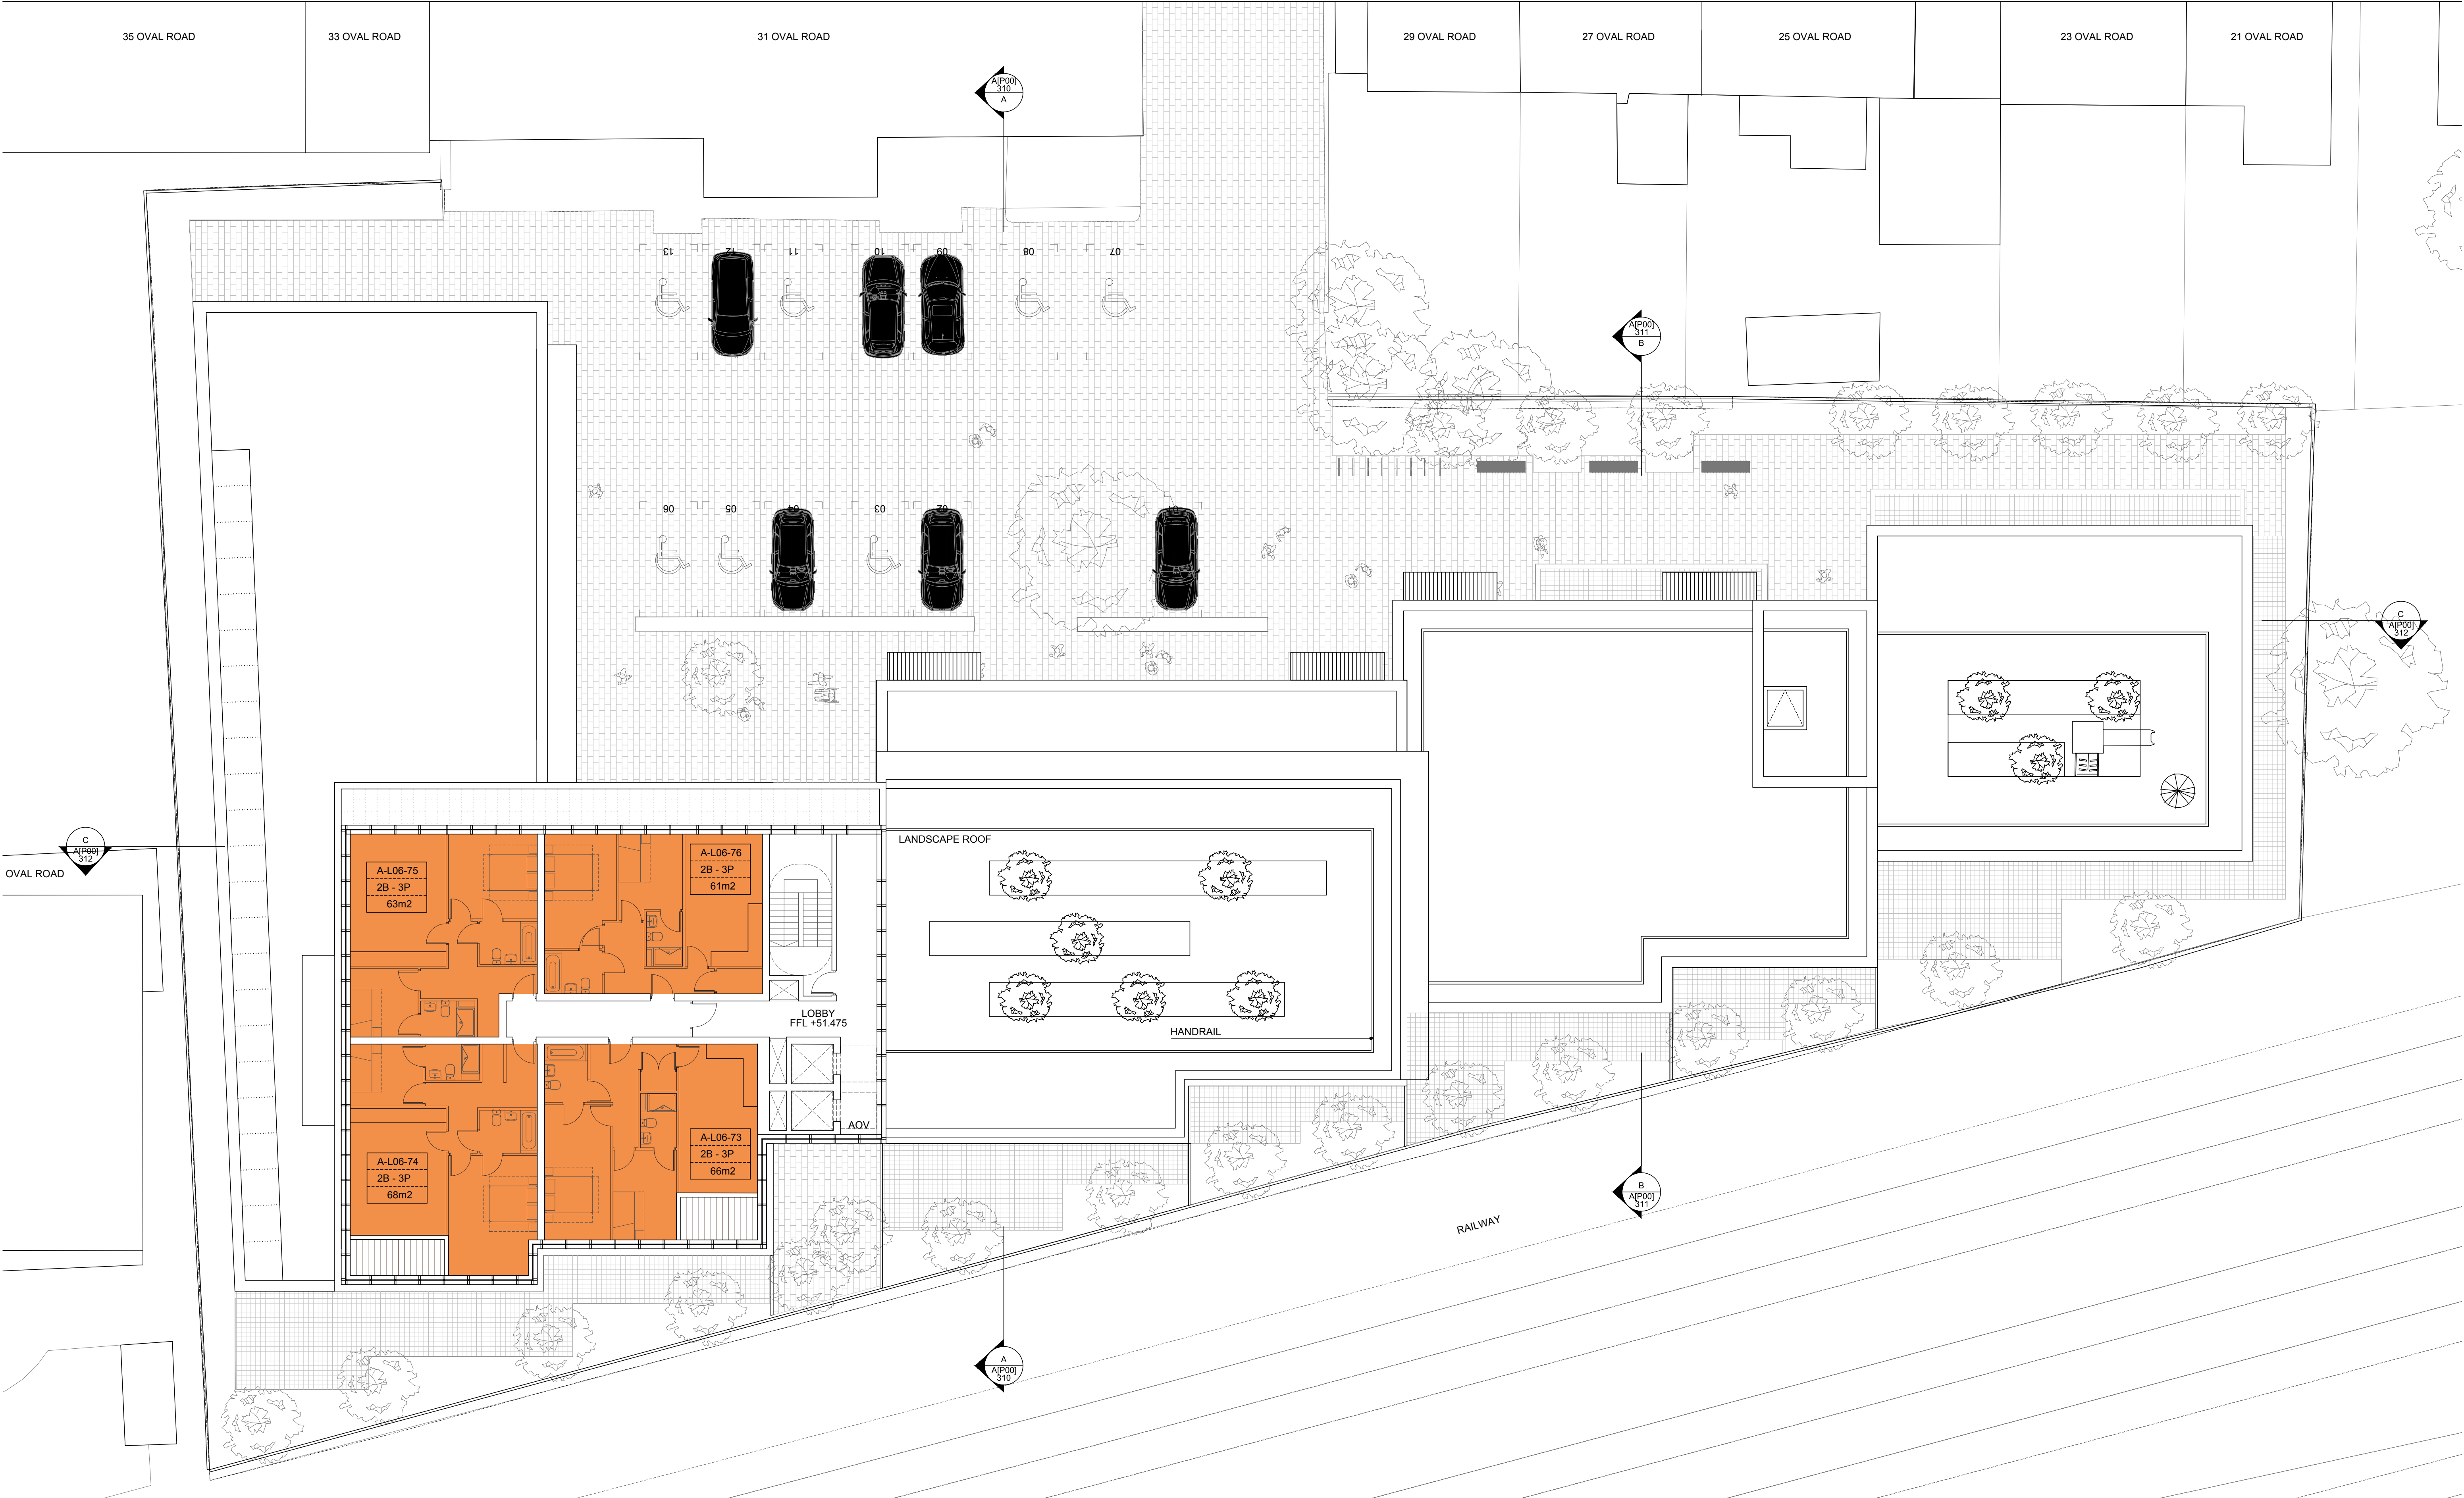 35 OVAL ROAD
33 OVAL ROAD
31 OVAL ROAD
29 OVAL ROAD
27 OVAL ROAD
25 OVAL ROAD
23 OVAL ROAD
21 OVAL ROAD
A[P00]
310
A
13
12
11
10
09
08
07
A[P00]
311
B
06
05
04
03
02
01
C
A[P00]
312
C
A[P00]
312
OVAL ROAD
LANDSCAPE ROOF
A-L06-75
2B - 3P
63m2
A-L06-76
2B - 3P
61m2
LOBBY
FFL +51.475
HANDRAIL
AOV
A-L06-74
2B - 3P
68m2
A-L06-73
2B - 3P
66m2
B
A[P00]
311
RAILWAY
A
A[P00]
310